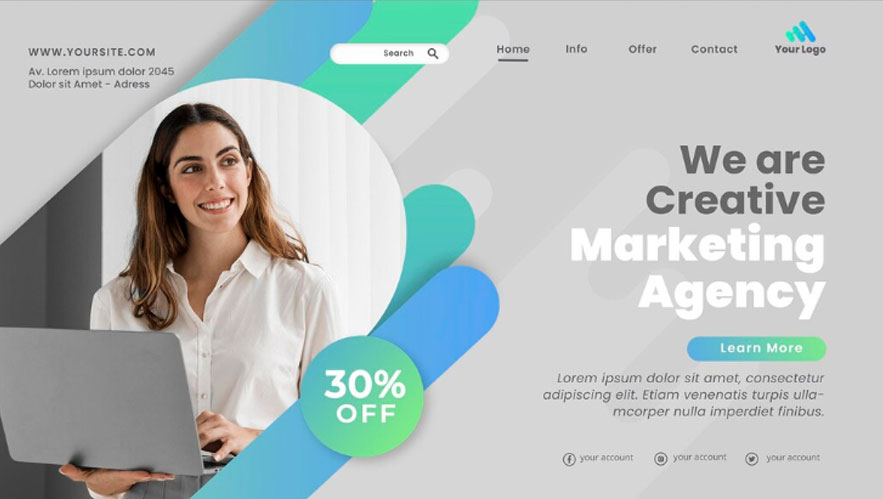 WWW.YOURSITE.COM
Av. Lorem ipsum dolor 2045
Dolor sit Amet - Adress
Search
Home
Info
Offer
Contact
Your Logo
We are
Creative
Marketing
Agency
Learn More
Lorem ipsum dolor sit amet, consectetur
adipiscing elit. Etiam venenatis turpis ulla-
mcorper nulla imperdiet finibus.
30%
OFF
your account
your account
your account